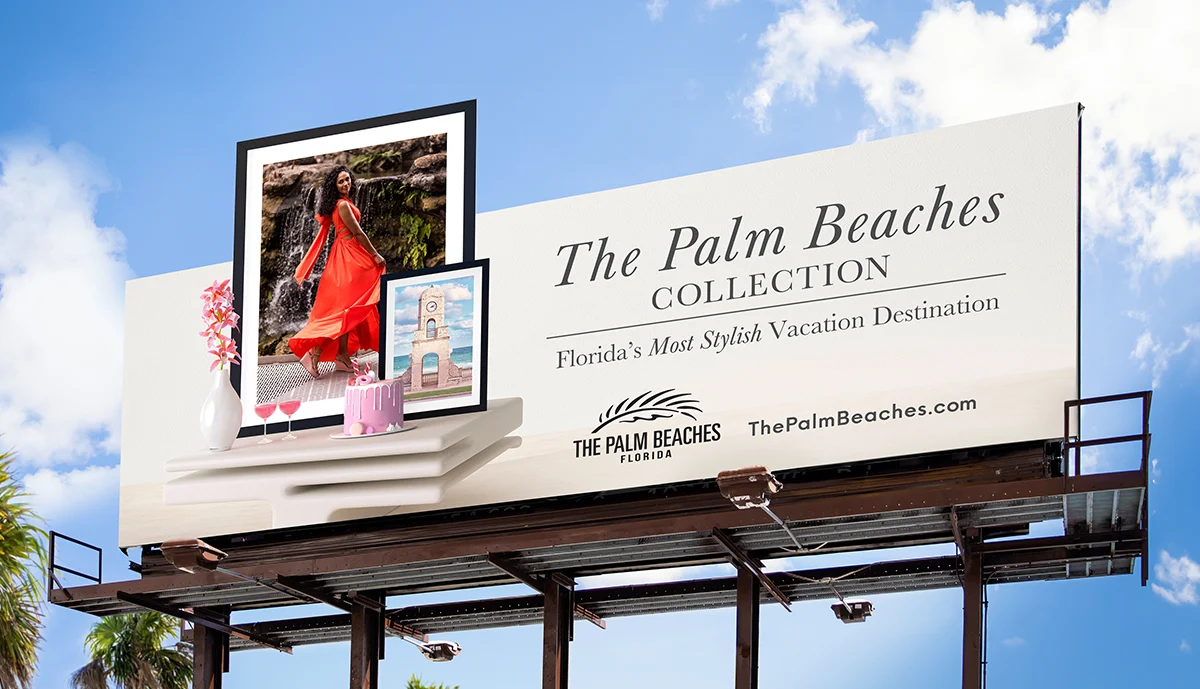 The Palm Beaches
COLLECTION
Florida's Most Stylish Vacation Destination
THE PALM BEACHES
FLORIDA
ThePalmBeaches.com